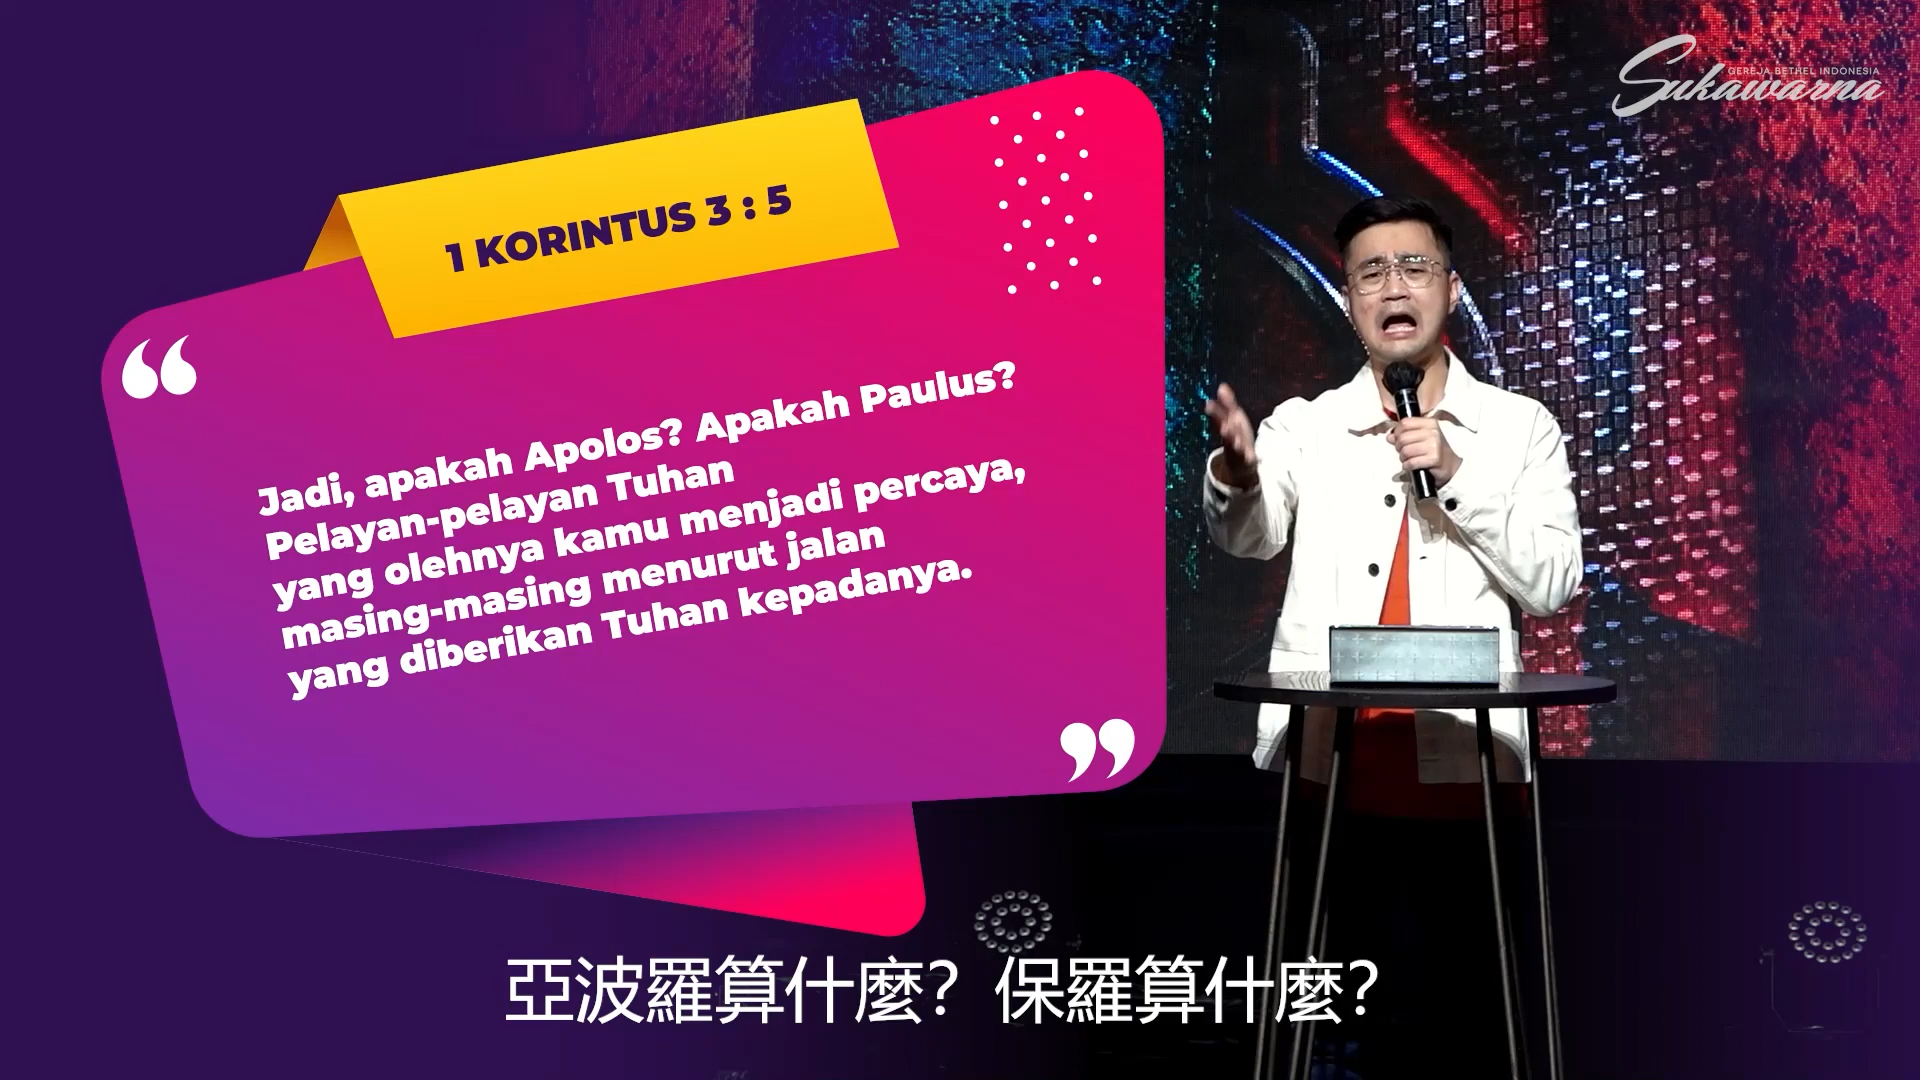 GEREJA BETHEL INDONESIA
Sukawarna
1 KORINTUS 3 : 5
“
Jadi, apakah Apolos? Apakah Paulus?
Pelayan-pelayan Tuhan
yang olehnya kamu menjadi percaya,
masing-masing menurut jalan
yang diberikan Tuhan kepadanya.
”
亞波羅算什麼？保羅算什麼？